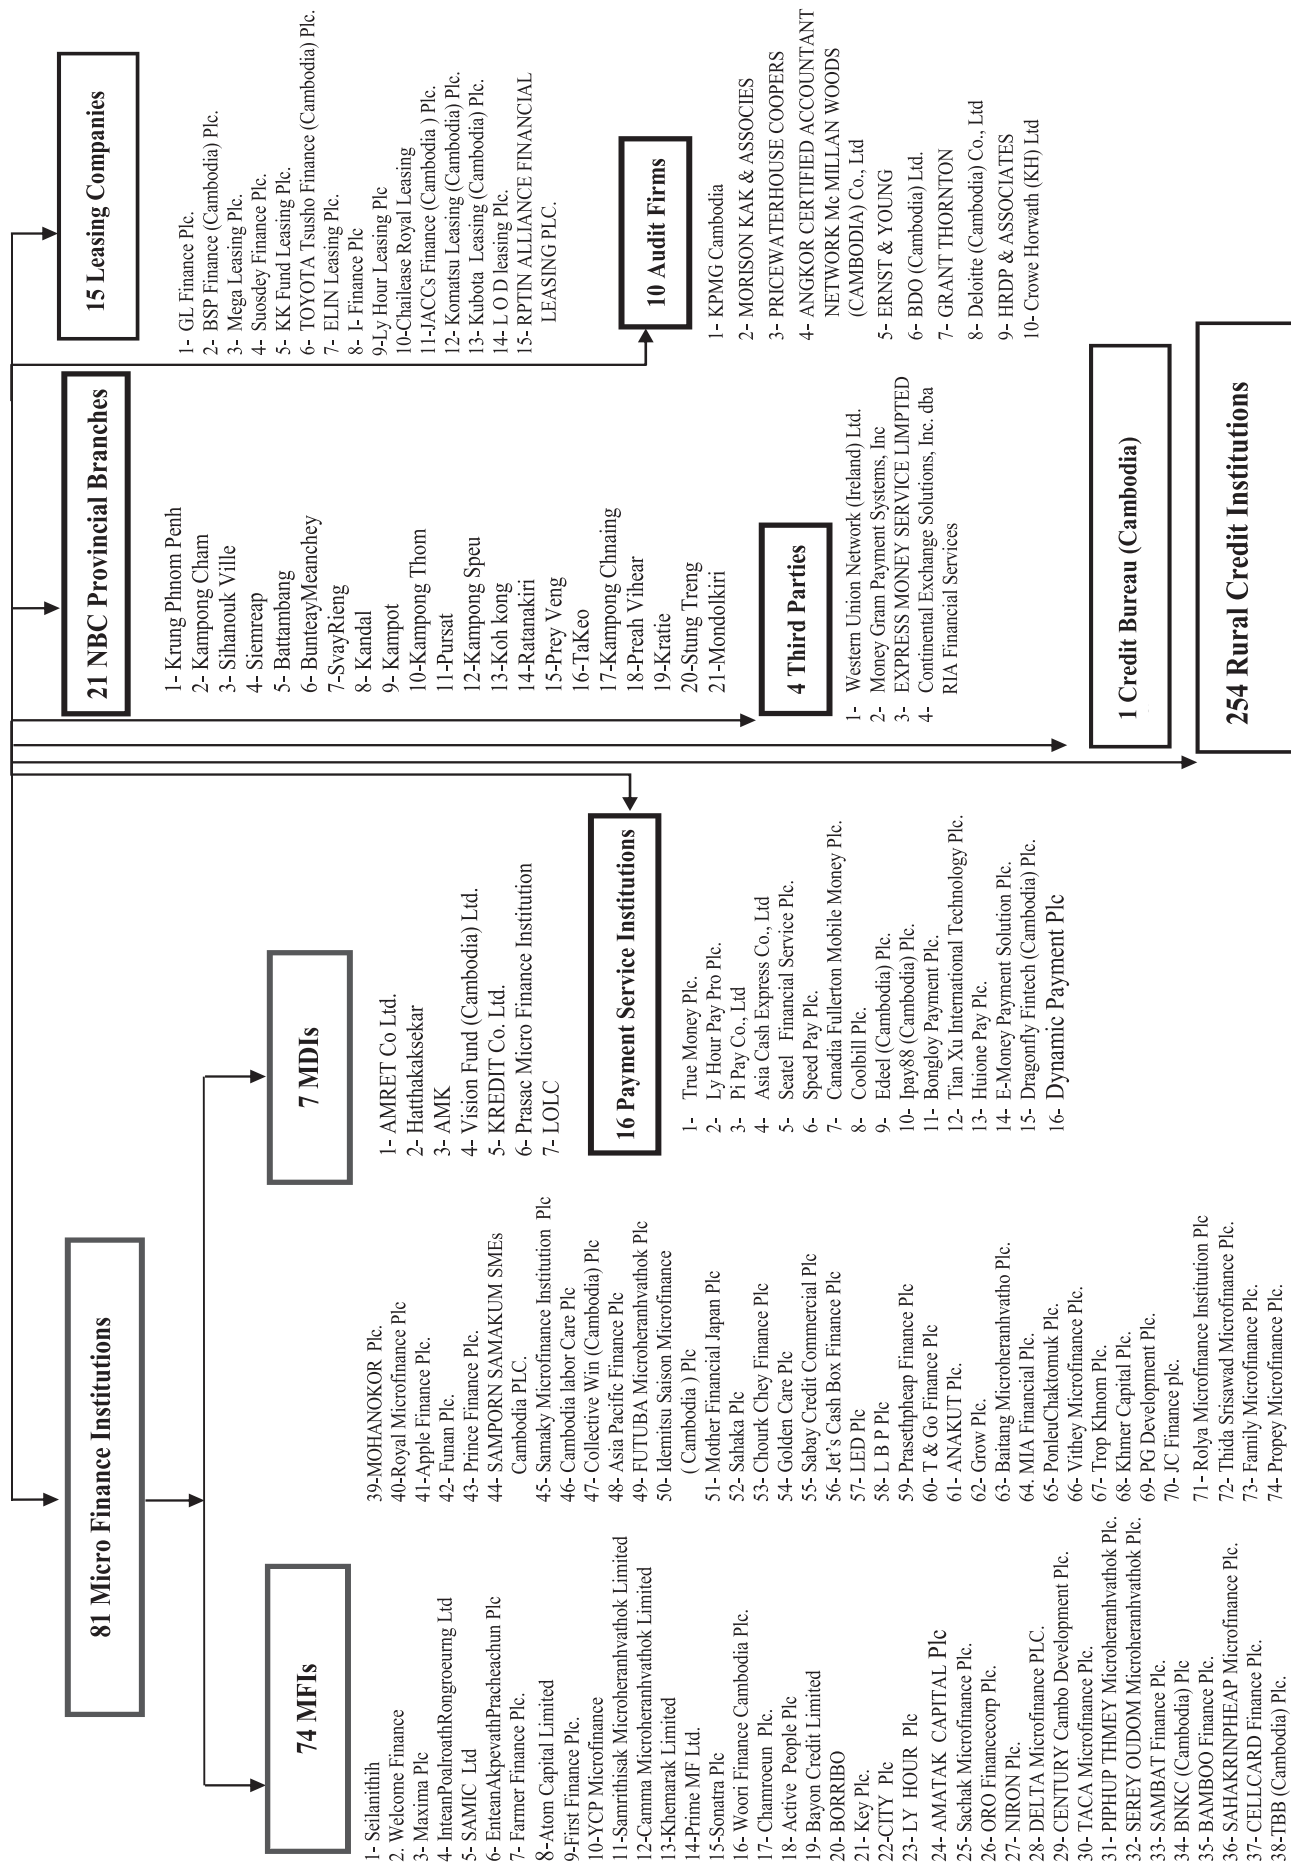 81 Micro Finance Institutions
74 MFIs
1- Seilanithih
2. Welcome Finance
3- Maxima Plc
4- InteanPoalroathRongroeurng Ltd
5- SAMIC Ltd
6- EnteanAkpevathPracheachun Plc
7- Farmer Finance Plc.
8-Atom Capital Limited
9-First Finance Plc.
10-YCP Microfinance
11-Samrithisak Microheranhvathok Limited
12-Camma Microheranhvathok Limited
13-Khemarak Limited
14-Prime MF Ltd.
15-Sonatra Plc
16- Woori Finance Cambodia Plc.
17- Chamroeun Plc.
18- Active People Plc
19- Bayon Credit Limited
20- BORRIBO
21- Key Plc.
22-CITY Plc
23- LY HOUR Plc
24- AMATAK CAPITAL Plc
25- Sachak Microfinance Plc.
26- ORO Financecorp Plc.
27- NIRON Plc.
28- DELTA Microfinance PLC.
29- CENTURY Cambo Development Plc.
30- TACA Microfinance Plc.
31- PIPHUP THMEY Microheranhvathok Plc.
32- SEREY OUDOM Microheranhvathok Plc.
33- SAMBAT Finance Plc.
34- BNKC (Cambodia) Plc
35- BAMBOO Finance Plc.
36- SAHAKRINPHEAP Microfinance Plc.
37- CELLCARD Finance Plc.
38-TBB (Cambodia) Plc.
39-MOHANOKOR Plc.
40-Royal Microfinance Plc
41-Apple Finance Plc.
42- Funan Plc.
43- Prince Finance Plc.
44- SAMPORN SAMAKUM SMEs
Cambodia PLC.
45- Samaky Microfinance Institution Plc
46- Cambodia labor Care Plc
47- Collective Win (Cambodia) Plc
48- Asia Pacific Finance Plc
49- FUTUBA Microheranhvathok Plc
50- Idemitsu Saison Microfinance
( Cambodia ) Plc
51- Mother Financial Japan Plc
52- Sahaka Plc
53- Chourk Chey Finance Plc
54- Golden Care Plc
55- Sabay Credit Commercial Plc
56- Jet's Cash Box Finance Plc
57- LED Plc
58- L B P Plc
59- Prasethpheap Finance Plc
60- T & Go Finance Plc
61- ANAKUT Plc.
62- Grow Plc.
63- Baitang Microheranhvatho Plc.
64. MIA Financial Plc.
65- PonleuChaktomuk Plc.
66- Vithey Microfinance Plc.
67- Trop Khnom Plc.
68- Khmer Capital Plc.
69- PG Development Plc.
70- JC Finance plc.
71- Rolya Microfinance Institution Plc
72- Thida Srisawad Microfinance Plc.
73- Family Microfinance Plc.
74- Propey Microfinance Plc.
7 MDIs
1- AMRET Co Ltd.
2- Hatthakaksekar
3- AMK
4- Vision Fund (Cambodia) Ltd.
5- KREDIT Co. Ltd.
6- Prasac Micro Finance Institution
7- LOLC
16 Payment Service Institutions
1- True Money Plc.
2- Ly Hour Pay Pro Plc.
3- Pi Pay Co., Ltd
4- Asia Cash Express Co., Ltd
5- Seatel Financial Service Plc.
6- Speed Pay Plc.
7- Canadia Fullerton Mobile Money Plc.
8- Coolbill Plc.
9- Edeel (Cambodia) Plc.
10- Ipay88 (Cambodia) Plc.
11- Bongloy Payment Plc.
12- Tian Xu International Technology Plc.
13- Huione Pay Plc.
14- E-Money Payment Solution Plc.
15- Dragonfly Fintech (Cambodia) Plc.
16- Dynamic Payment Plc
21 NBC Provincial Branches
1- Krung Phnom Penh
2- Kampong Cham
3- Sihanouk Ville
4- Siemreap
5- Battambang
6- BunteayMeanchey
7-SvayRieng
8- Kandal
9- Kampot
10-Kampong Thom
11-Pursat
12-Kampong Speu
13-Koh kong
14-Ratanakiri
15-Prey Veng
16-TaKeo
17-Kampong Chnaing
18-Preah Vihear
19-Kratie
20-Stung Treng
21-Mondolkiri
4 Third Parties
1- Western Union Network (Ireland) Ltd.
2- Money Gram Payment Systems, Inc
3- EXPRESS MONEY SERVICE LIMPTED
4- Continental Exchange Solutions, Inc. dba
RIA Financial Services
1 Credit Bureau (Cambodia)
254 Rural Credit Institutions
15 Leasing Companies
1- GL Finance Plc.
2- BSP Finance (Cambodia) Plc.
3- Mega Leasing Plc.
4- Suosdey Finance Plc.
5- KK Fund Leasing Plc.
6- TOYOTA Tsusho Finance (Cambodia) Plc.
7- ELIN Leasing Plc.
8- I- Finance Plc
9-Ly Hour Leasing Plc
10-Chailease Royal Leasing
11-JACCs Finance (Cambodia ) Plc.
12- Komatsu Leasing (Cambodia) Plc.
13- Kubota Leasing (Cambodia) Plc.
14- L O D leasing Plc.
15- RPTIN ALLIANCE FINANCIAL
LEASING PLC.
10 Audit Firms
1- KPMG Cambodia
2- MORISON KAK & ASSOCIES
3- PRICEWATERHOUSE COOPERS
4- ANGKOR CERTIFIED ACCOUNTANT
NETWORK Mc MILLAN WOODS
(CAMBODIA) Co., Ltd
5- ERNST & YOUNG
6- BDO (Cambodia) Ltd.
7- GRANT THORNTON
8- Deloitte (Cambodia) Co., Ltd
9- HRDP & ASSOCIATES
10- Crowe Horwath (KH) Ltd